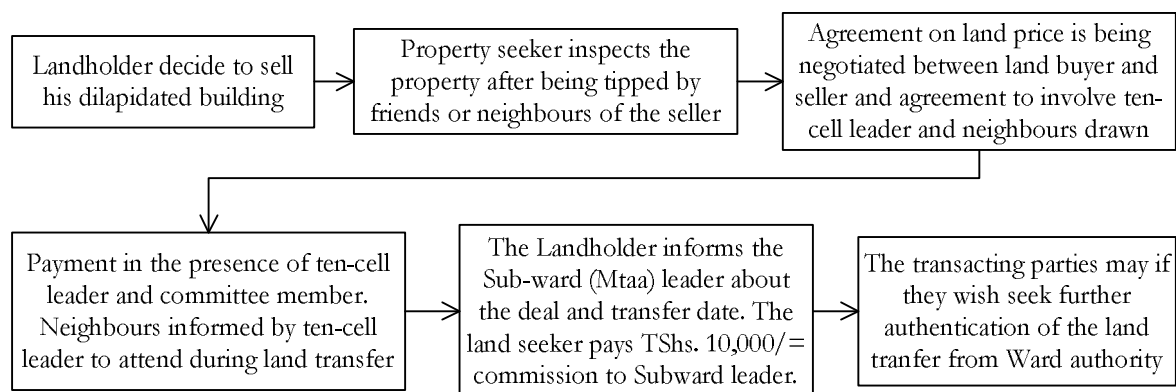 Landholder decide to sell
his dilapidated building
Property seeker inspects the
property after being tipped by
friends or neighbours of the seller
Agreement on land price is being
negotiated between land buyer and
seller and agreement to involve ten-
cell leader and neighbours drawn
Payment in the presence of ten-cell
leader and committee member.
Neighbours informed by ten-cell
leader to attend during land transfer
The Landholder informs the
Sub-ward (Mtaa) leader about
the deal and transfer date. The
land seeker pays TShs. 10,000/=
commission to Subward leader.
The transacting parties may if
they wish seek further
authentication of the land
tranfer from Ward authority